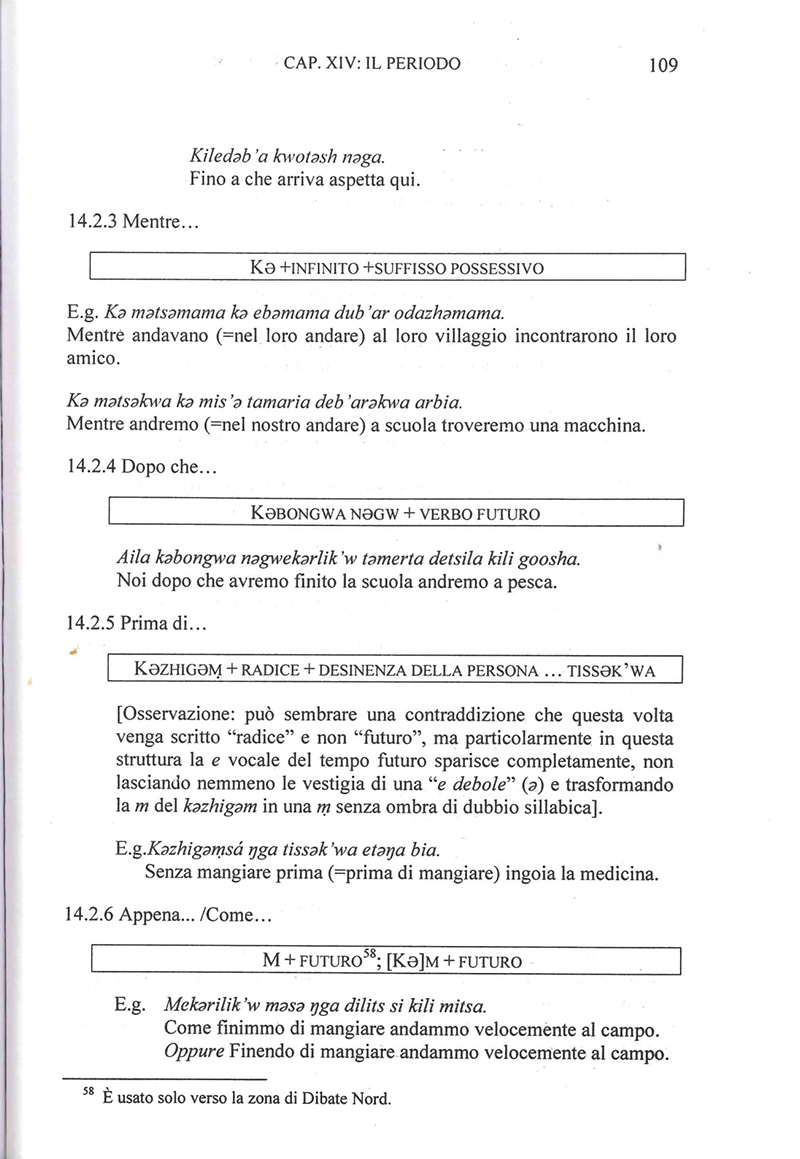 CAP. XIV: IL PERIODO 109
Kiledəb’a kwotəsh nəga.
Fino a che arriva aspetta qui.
14.2.3 Mentre…
Kə +INFINITO +SUFFISSO POSSESSIVO
E.g. Kə mətsəmama kə ebəmama dub’ar odazhəmama.
Mentre andavano (=nel loro andare) al loro villaggio incontrarono il loro
amico.
Kə mətsəkwa kə mis’ə tamaria deb’arəkwa arbia.
Mentre andremo (=nel nostro andare) a scuola troveremo una macchina.
14.2.4 Dopo che…
KəBONGWA NəGW + VERBO FUTURO
Aila kəbongwa nəgwekərlik’w təmerta detsila kili goosha.
Noi dopo che avremo finito la scuola andremo a pesca.
14.2.5 Prima di…
KəZHIGəṂ + RADICE + DESINENZA DELLA PERSONA … TISSəK’WA
[Osservazione: può sembrare una contraddizione che questa volta
venga scritto “radice” e non “futuro”, ma particolarmente in questa
struttura la e vocale del tempo futuro sparisce completamente, non
lasciando nemmeno le vestigia di una “e debole” (ə) e trasformando
la m del kəzhigəm in una ṃ senza ombra di dubbio sillabica].
E.g.Kəzhigəṃsá ŋga tissək’wa etəŋa bia.
Senza mangiare prima (=prima di mangiare) ingoia la medicina.
14.2.6 Appena... /Come…
M + FUTURO58; [Kə]M + FUTURO
E.g. Mekərilik’w məsə ŋga dilits si kili mitsa.
Come finimmo di mangiare andammo velocemente al campo.
Oppure Finendo di mangiare andammo velocemente al campo.
58 È usato solo verso la zona di Dibate Nord.